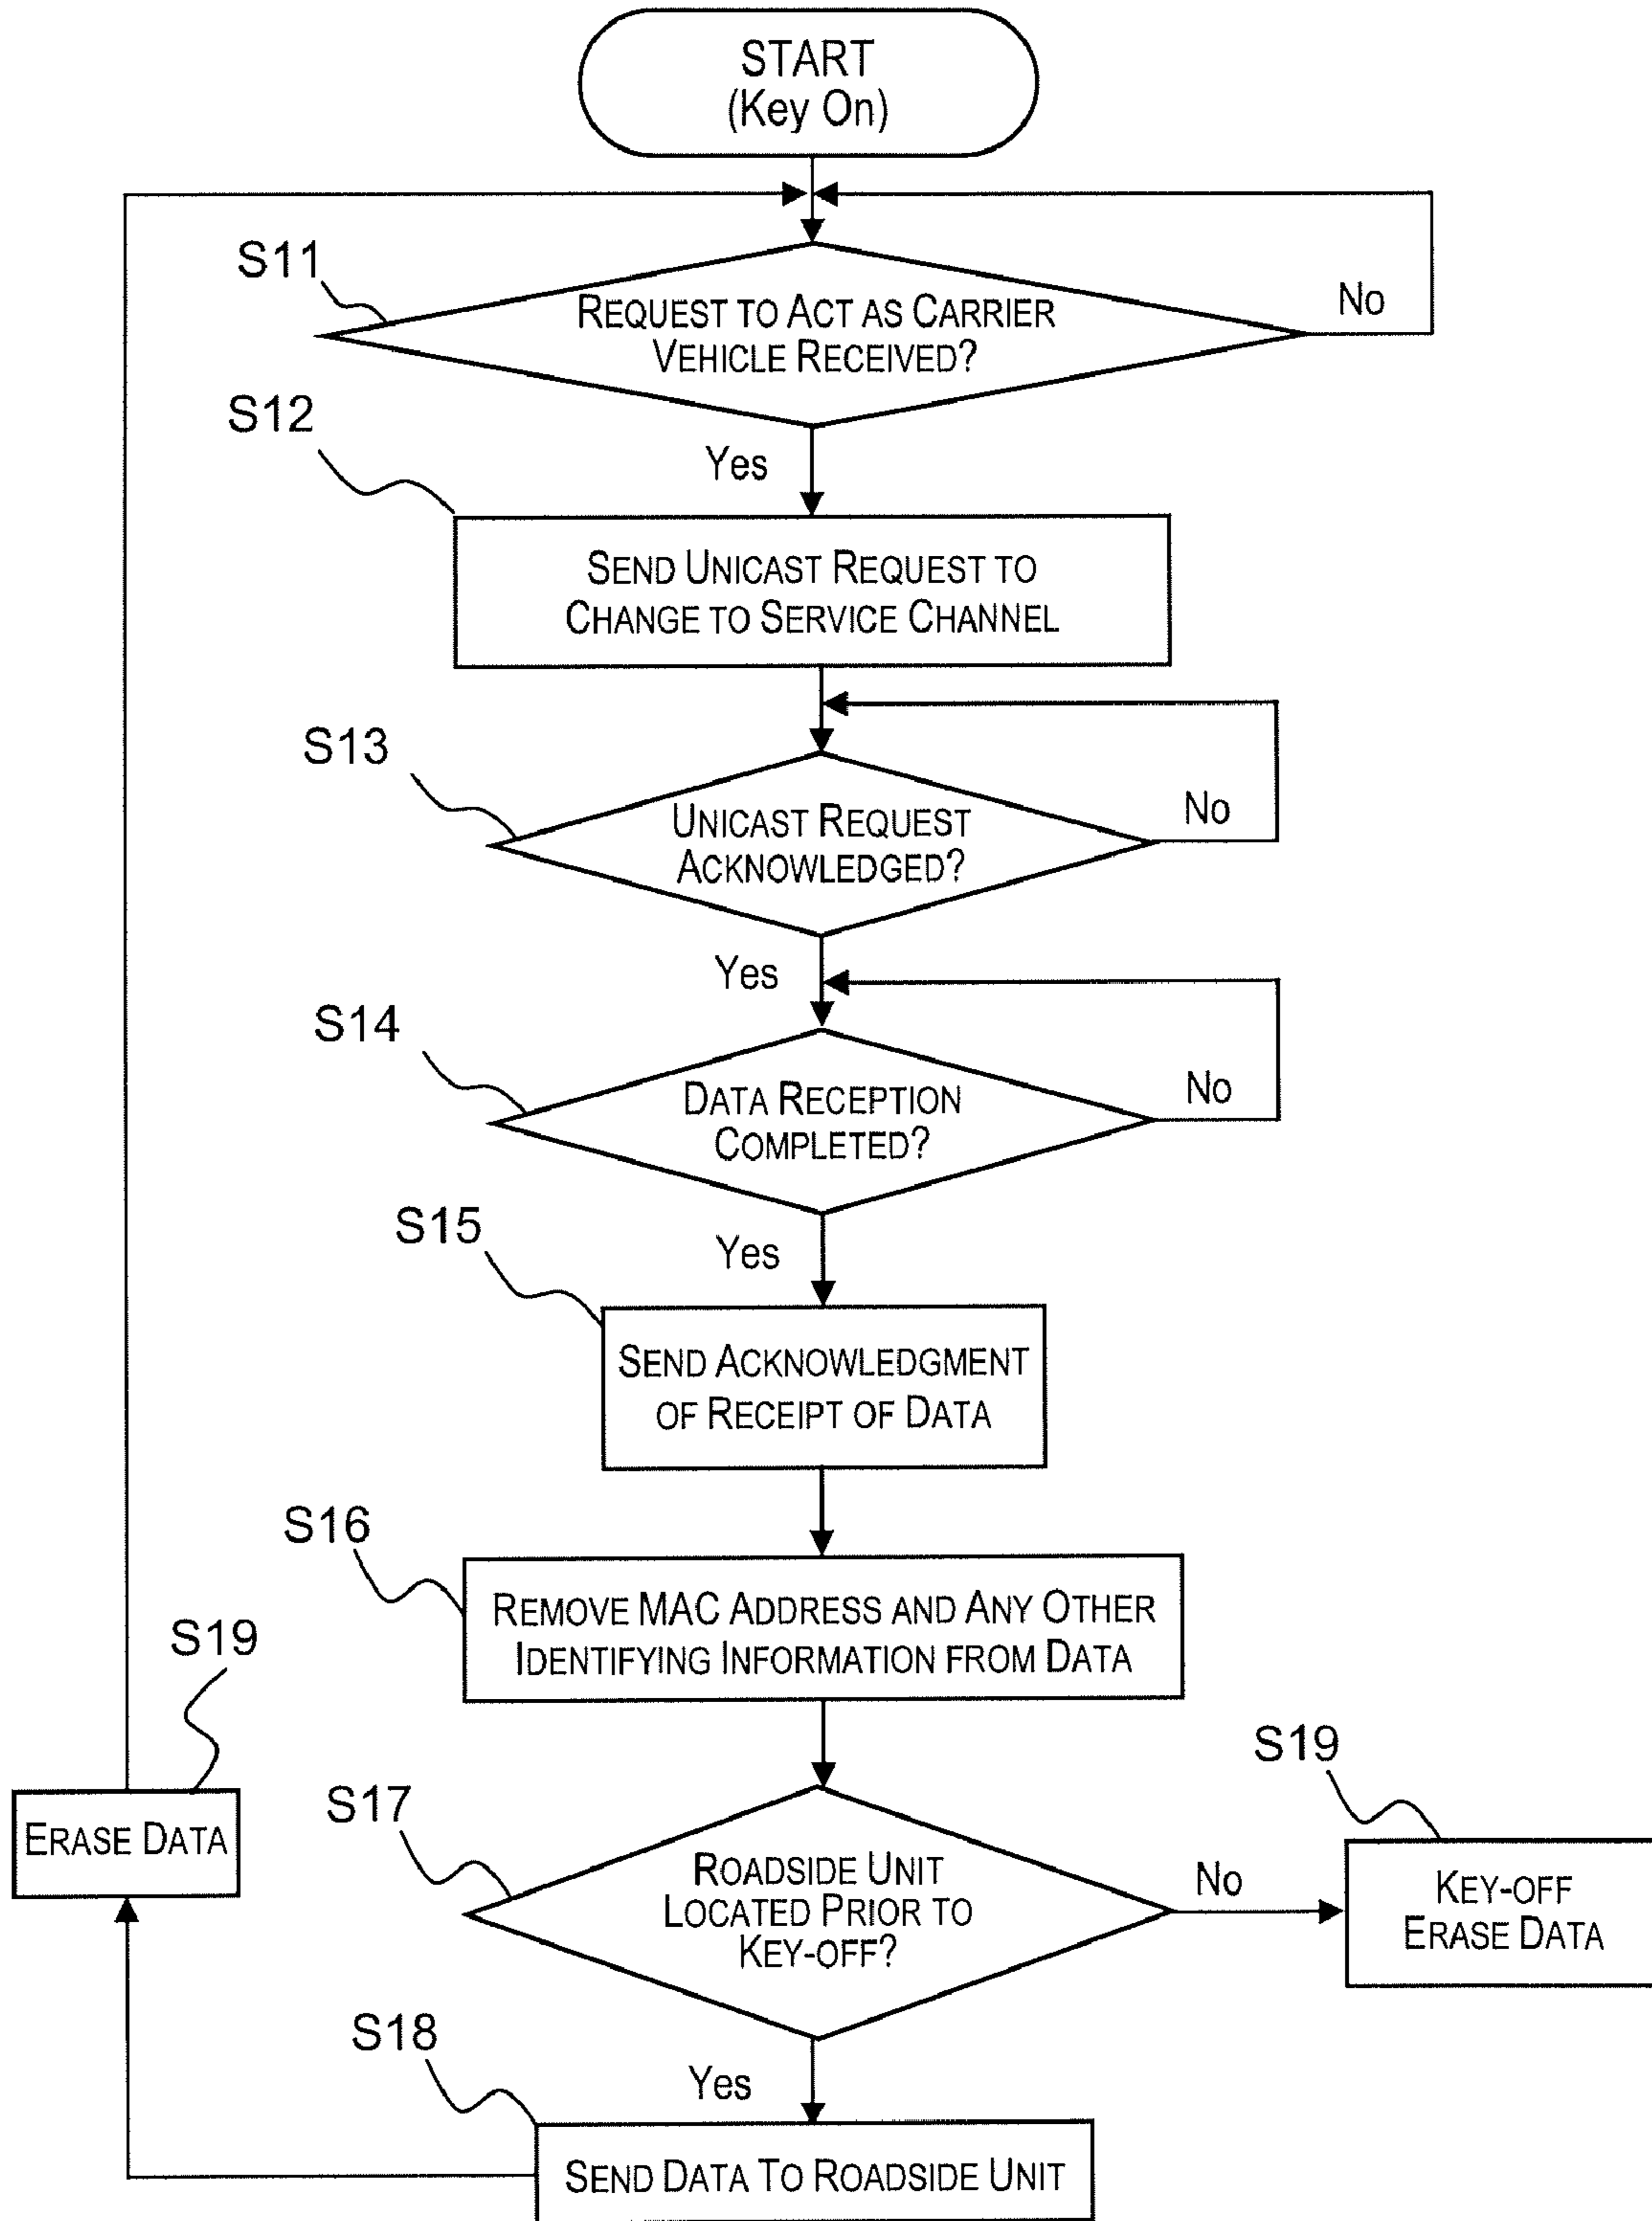 START
(Key On)
S11
REQUEST TO ACT AS CARRIER
VEHICLE RECEIVED?
No
S12
Yes
SEND UNICAST REQUEST TO
CHANGE TO SERVICE CHANNEL
S13
UNICAST REQUEST
ACKNOWLEDGED?
No
Yes
S14
DATA RECEPTION
COMPLETED?
No
S15
Yes
SEND ACKNOWLEDGMENT
OF RECEIPT OF DATA
S16
REMOVE MAC ADDRESS AND ANY OTHER
IDENTIFYING INFORMATION FROM DATA
S19
ERASE DATA
S17
ROADSIDE UNIT
LOCATED PRIOR TO
KEY-OFF?
No
S19
KEY-OFF
ERASE DATA
S18
Yes
SEND DATA TO ROADSIDE UNIT